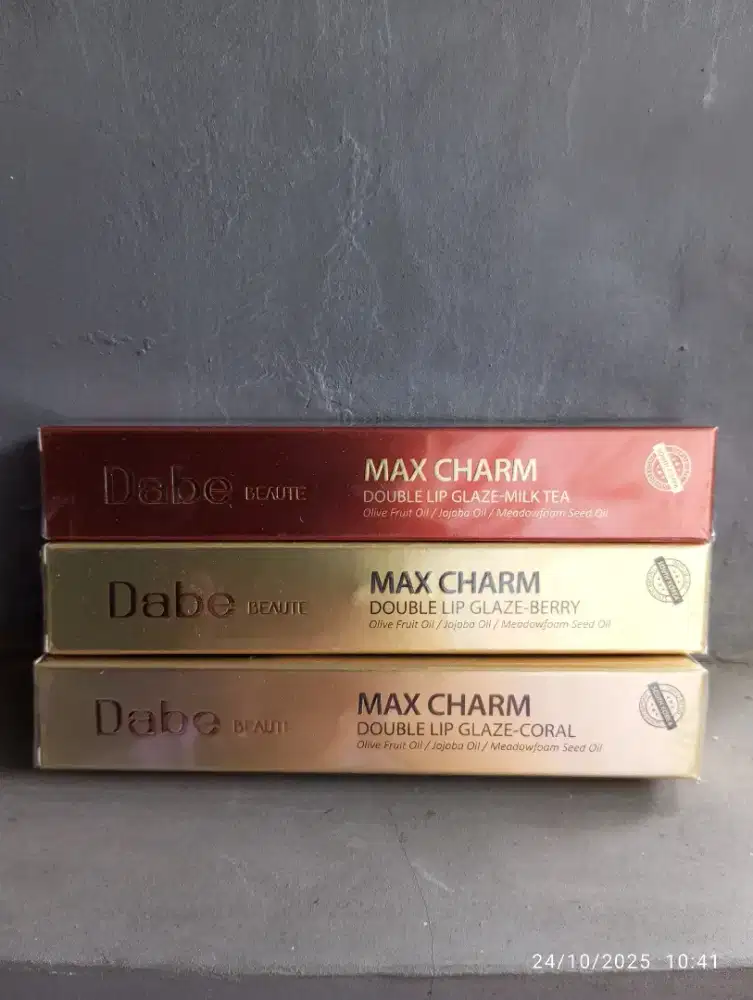 Dabe BEAUTE
MAX CHARM
DOUBLE LIP GLAZE-MILK TEA
Olive Fruit Oil / Jojoba Oil / Meadowfoam Seed Oil
Dabe BEAUTE
MAX CHARM
DOUBLE LIP GLAZE-BERRY
Olive Fruit Oil / Jojoba Oil / Meadowfoam Seed Oil
Dabe BEAUTE
MAX CHARM
DOUBLE LIP GLAZE-CORAL
Olive Fruit Oil / Jojoba Oil / Meadowfoam Seed Oil
24/10/2025 10:41